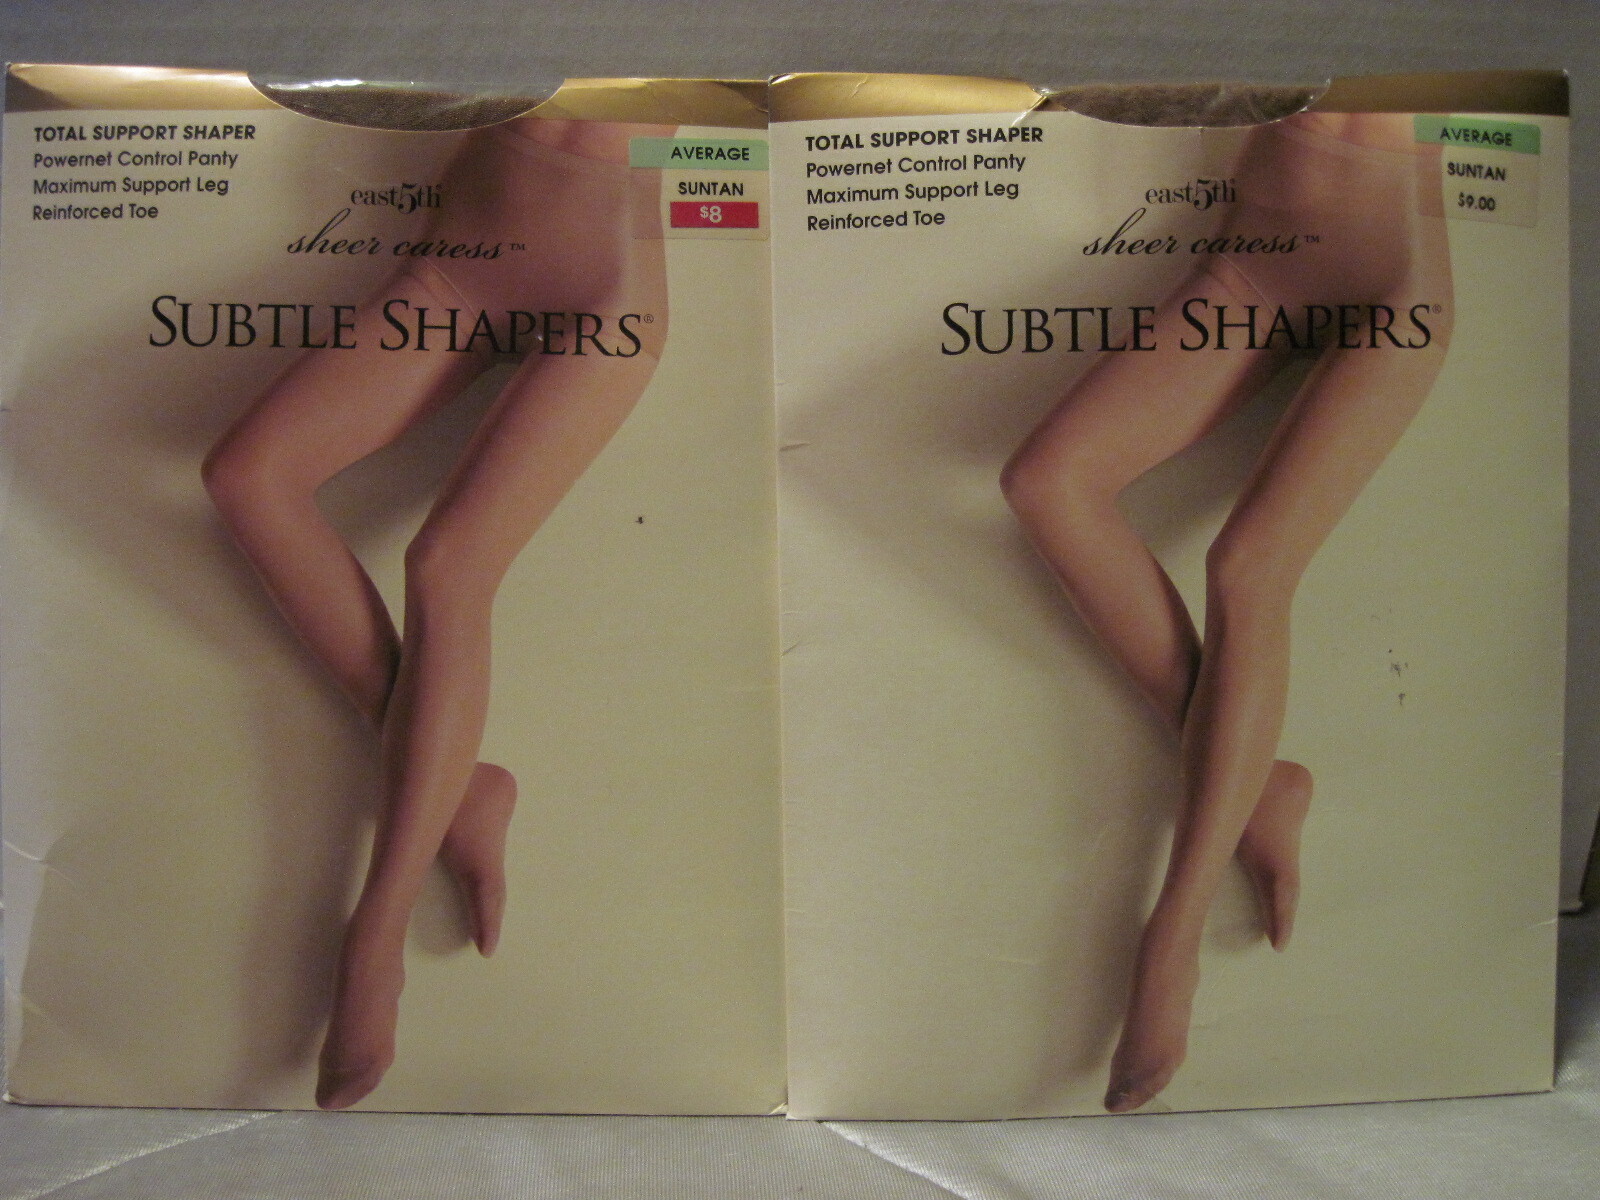 TOTAL SUPPORT SHAPER
Powernet Control Panty
Maximum Support Leg
Reinforced Toe
AVERAGE
SUNTAN
$8
east5th
sheer caress™
SUBTLE SHAPERS®
TOTAL SUPPORT SHAPER
Powernet Control Panty
Maximum Support Leg
Reinforced Toe
AVERAGE
SUNTAN
$9.00
east5th
sheer caress™
SUBTLE SHAPERS®